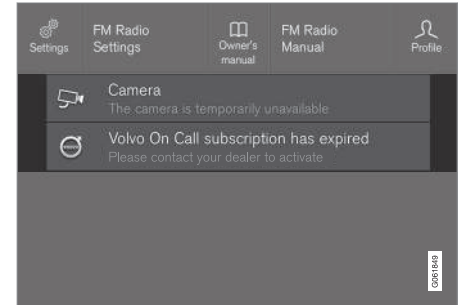 Settings
FM Radio
Settings
Owner's
manual
FM Radio
Manual
Profile
Camera
The camera is temporarily unavailable
Volvo On Call subscription has expired
Please contact your dealer to activate
G061849